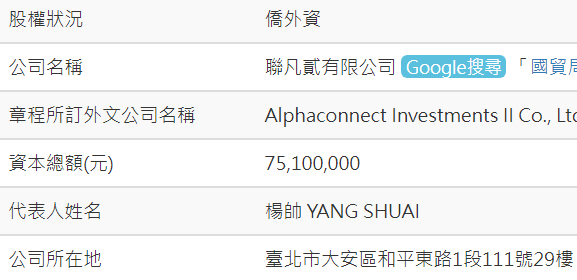 股權狀況 僑外資
公司名稱 聯凡貳有限公司 Google搜尋 「國貿
章程所訂外文公司名稱 Alphaconnect Investments II Co., Ltd
資本總額(元) 75,100,000
代表人姓名 楊帥 YANG SHUAI
公司所在地 臺北市大安區和平東路1段111號29樓